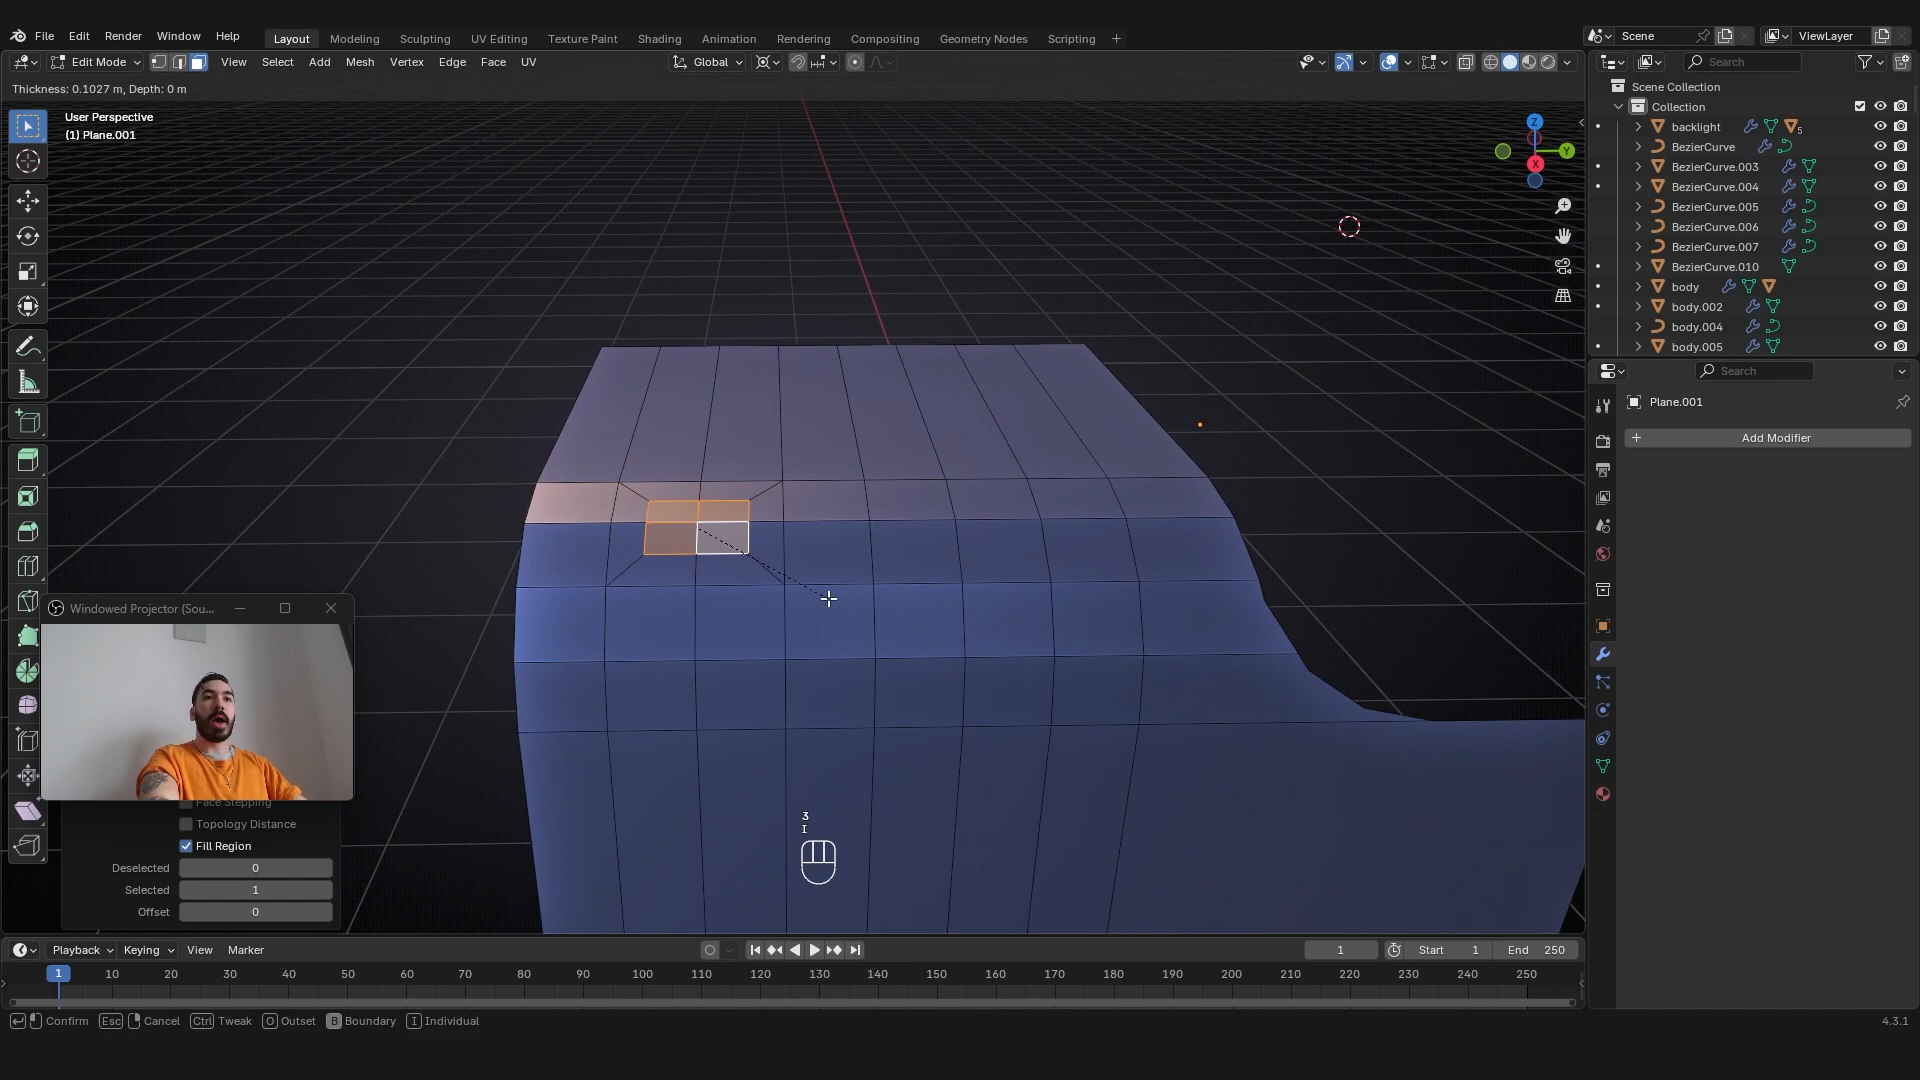 File Edit Render Window Help
Layout Modeling Sculpting UV Editing Texture Paint Shading Animation Rendering Compositing Geometry Nodes Scripting +
Scene
ViewLayer
Edit Mode View Select Add Mesh Vertex Edge Face UV
Global
Search
Thickness: 0.1027 m, Depth: 0 m
User Perspective
(1) Plane.001
Z
Y
X
Scene Collection
Collection
backlight 5
BezierCurve
BezierCurve.003
BezierCurve.004
BezierCurve.005
BezierCurve.006
BezierCurve.007
BezierCurve.010
body
body.002
body.004
body.005
Search
Plane.001
+ Add Modifier
Windowed Projector (Sou...
Face Stepping
Topology Distance
Fill Region
Deselected 0
Selected 1
Offset 0
3
I
Playback Keying View Marker
1 Start 1 End 250
1 10 20 30 40 50 60 70 80 90 100 110 120 130 140 150 160 170 180 190 200 210 220 230 240 250
Confirm Esc Cancel Ctrl Tweak O Outset B Boundary I Individual
4.3.1